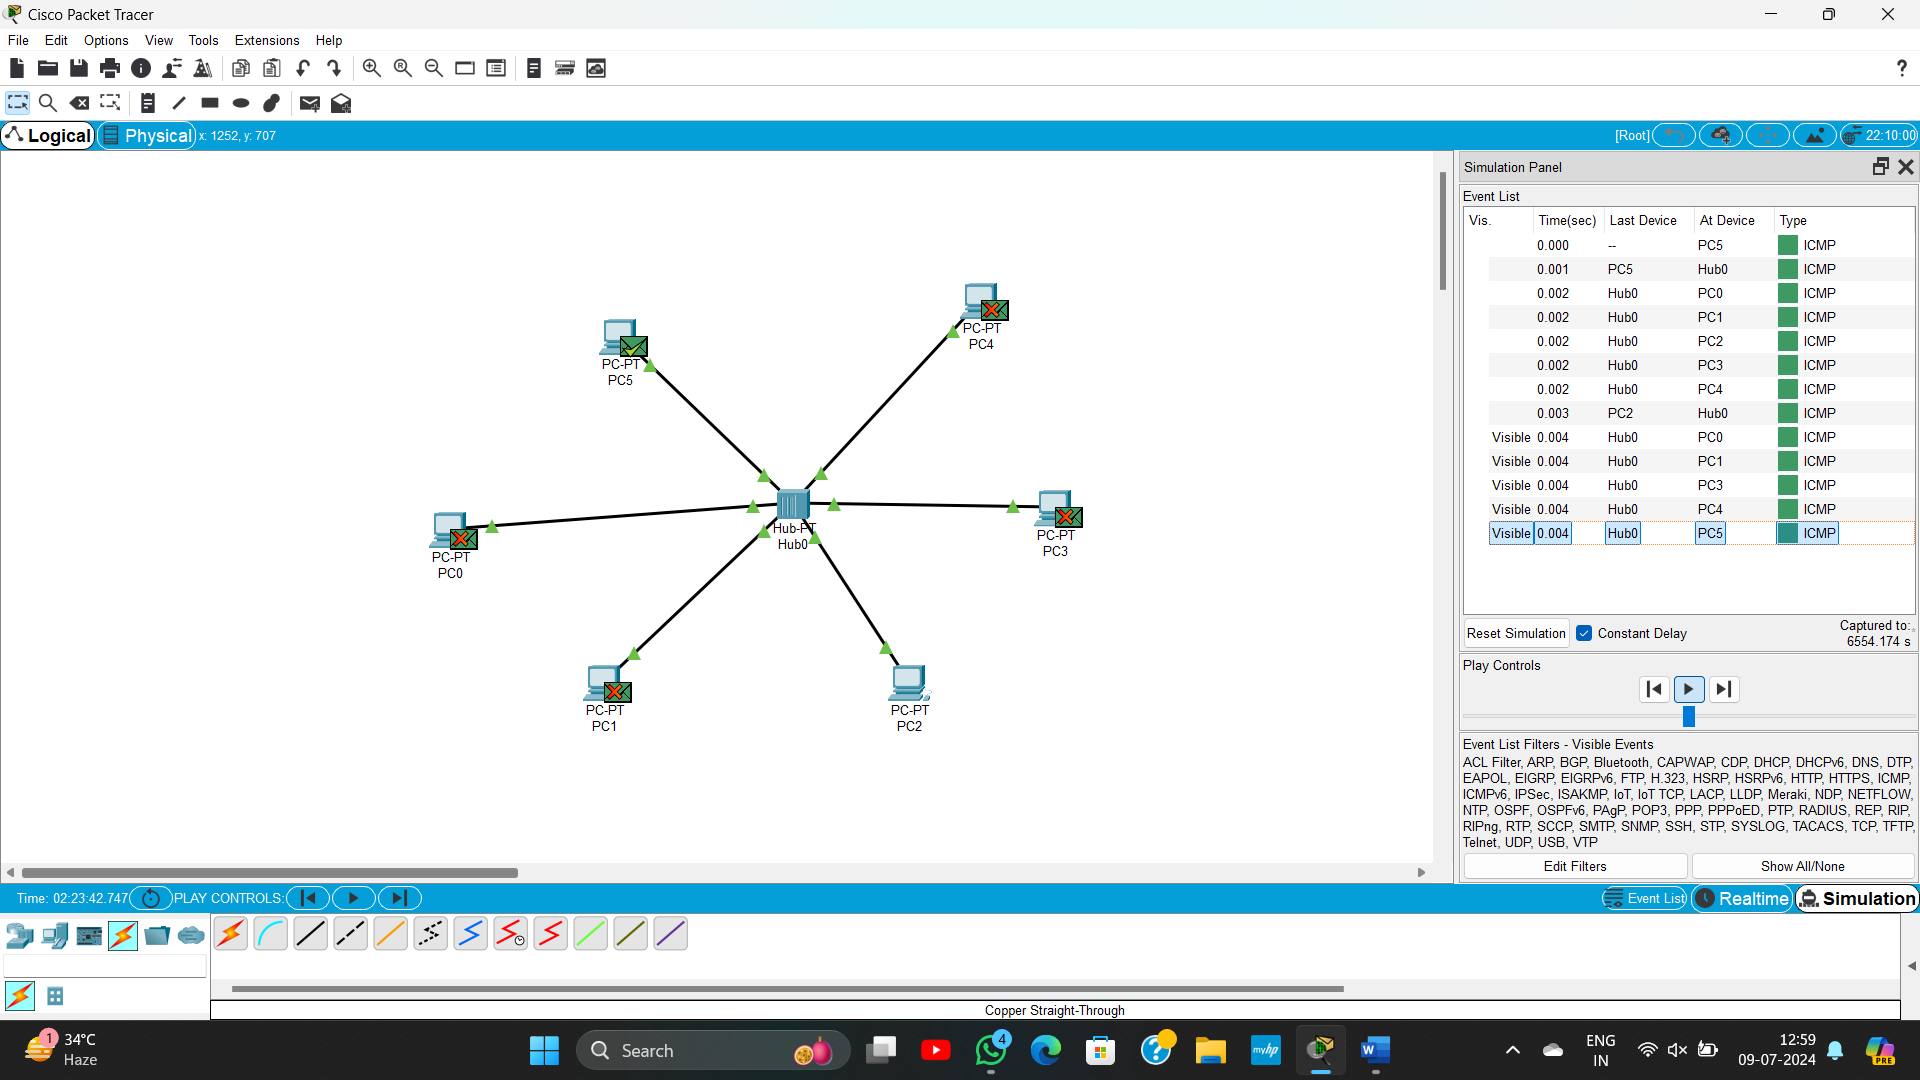 Cisco Packet Tracer
File Edit Options View Tools Extensions Help
?
Logical Physical x: 1252, y: 707 [Root] 22:10:00
PC-PT
PC4
PC-PT
PC5
Hub-PT
Hub0
PC-PT
PC3
PC-PT
PC0
PC-PT
PC1
PC-PT
PC2
Simulation Panel
Event List
Vis. Time(sec) Last Device At Device Type
0.000 -- PC5 ICMP
0.001 PC5 Hub0 ICMP
0.002 Hub0 PC0 ICMP
0.002 Hub0 PC1 ICMP
0.002 Hub0 PC2 ICMP
0.002 Hub0 PC3 ICMP
0.002 Hub0 PC4 ICMP
0.003 PC2 Hub0 ICMP
Visible 0.004 Hub0 PC0 ICMP
Visible 0.004 Hub0 PC1 ICMP
Visible 0.004 Hub0 PC3 ICMP
Visible 0.004 Hub0 PC4 ICMP
Visible 0.004 Hub0 PC5 ICMP
Reset Simulation Constant Delay Captured to:
6554.174 s
Play Controls
Event List Filters - Visible Events
ACL Filter, ARP, BGP, Bluetooth, CAPWAP, CDP, DHCP, DHCPv6, DNS, DTP,
EAPOL, EIGRP, EIGRPv6, FTP, H.323, HSRP, HSRPv6, HTTP, HTTPS, ICMP,
ICMPv6, IPSec, ISAKMP, IoT, IoT TCP, LACP, LLDP, Meraki, NDP, NETFLOW,
NTP, OSPF, OSPFv6, PAgP, POP3, PPP, PPPoED, PTP, RADIUS, REP, RIP,
RIPng, RTP, SCCP, SMTP, SNMP, SSH, STP, SYSLOG, TACACS, TCP, TFTP,
Telnet, UDP, USB, VTP
Edit Filters Show All/None
Time: 02:23:42.747 PLAY CONTROLS: Event List Realtime Simulation
Copper Straight-Through
1 34°C
Haze
Search
4
myhp
W
ENG
IN
12:59
09-07-2024
PRE